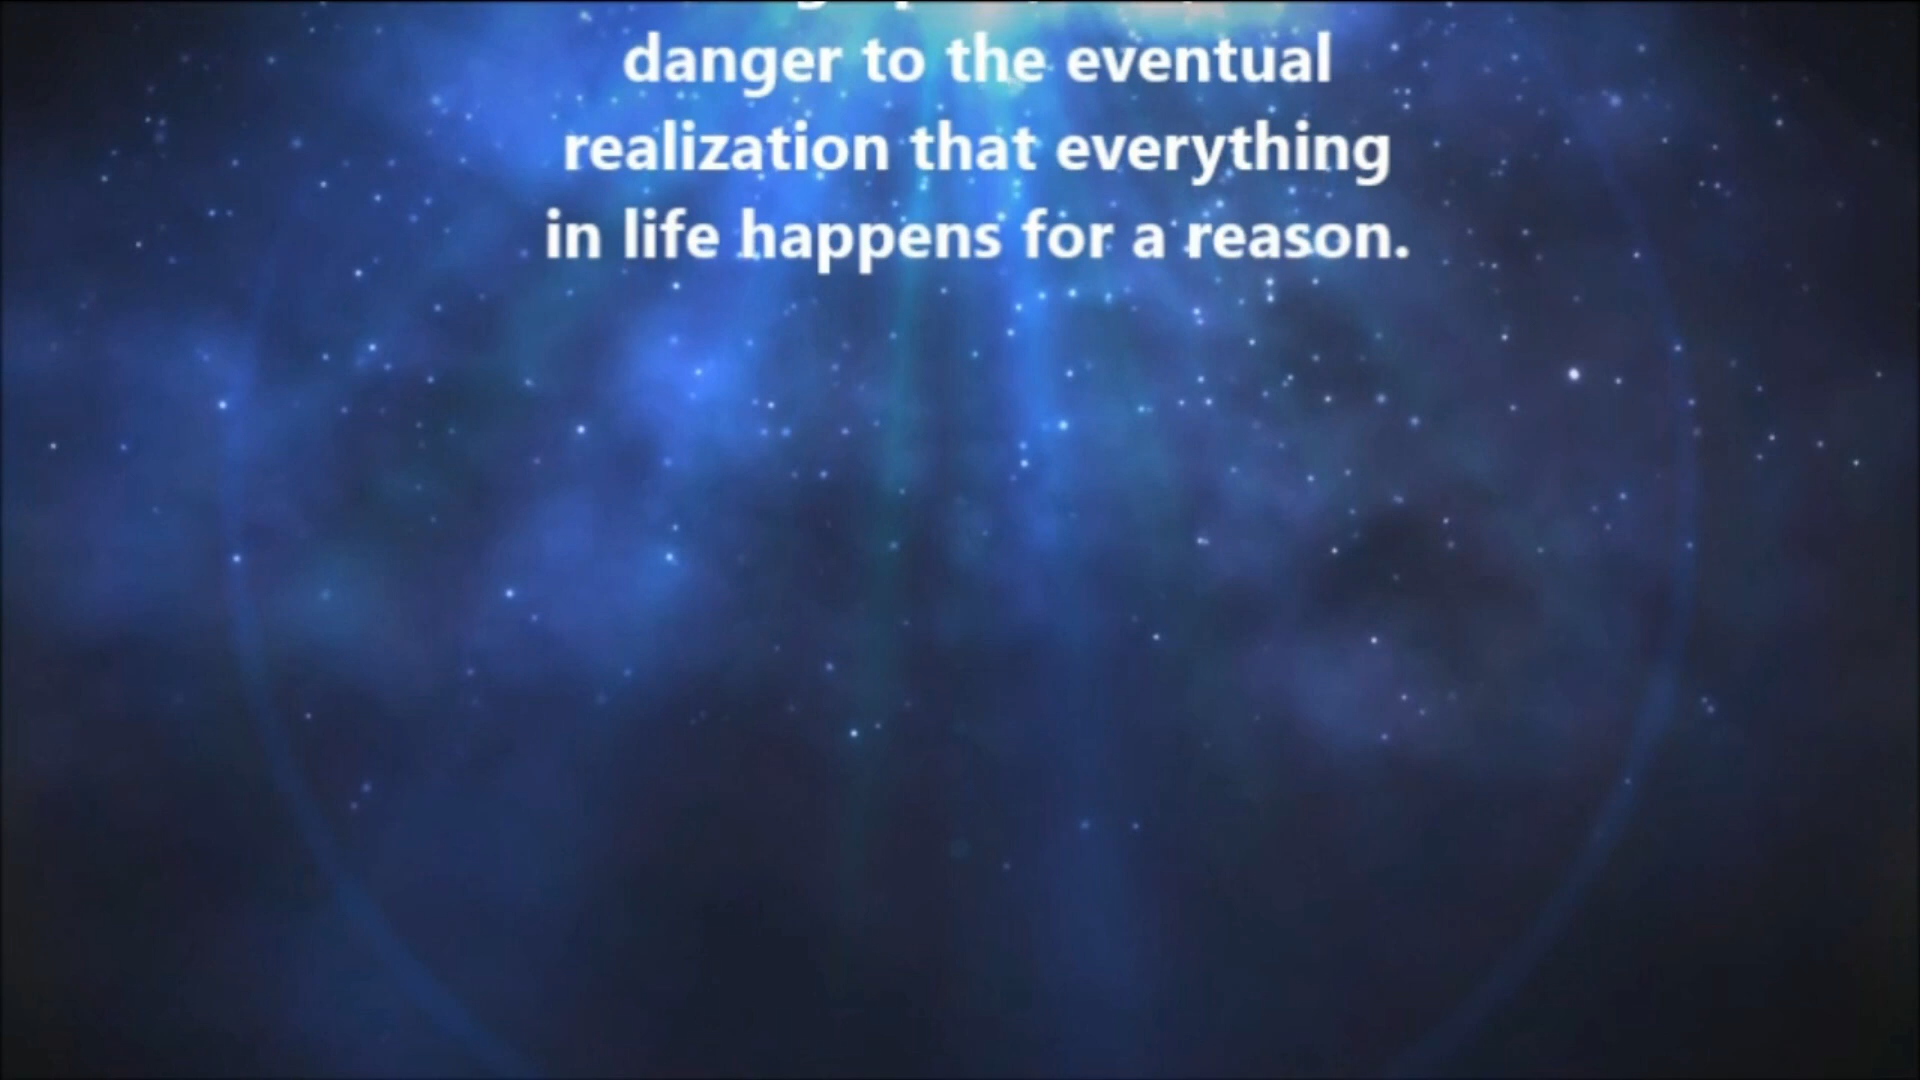 danger to the eventual
realization that everything
in life happens for a reason.